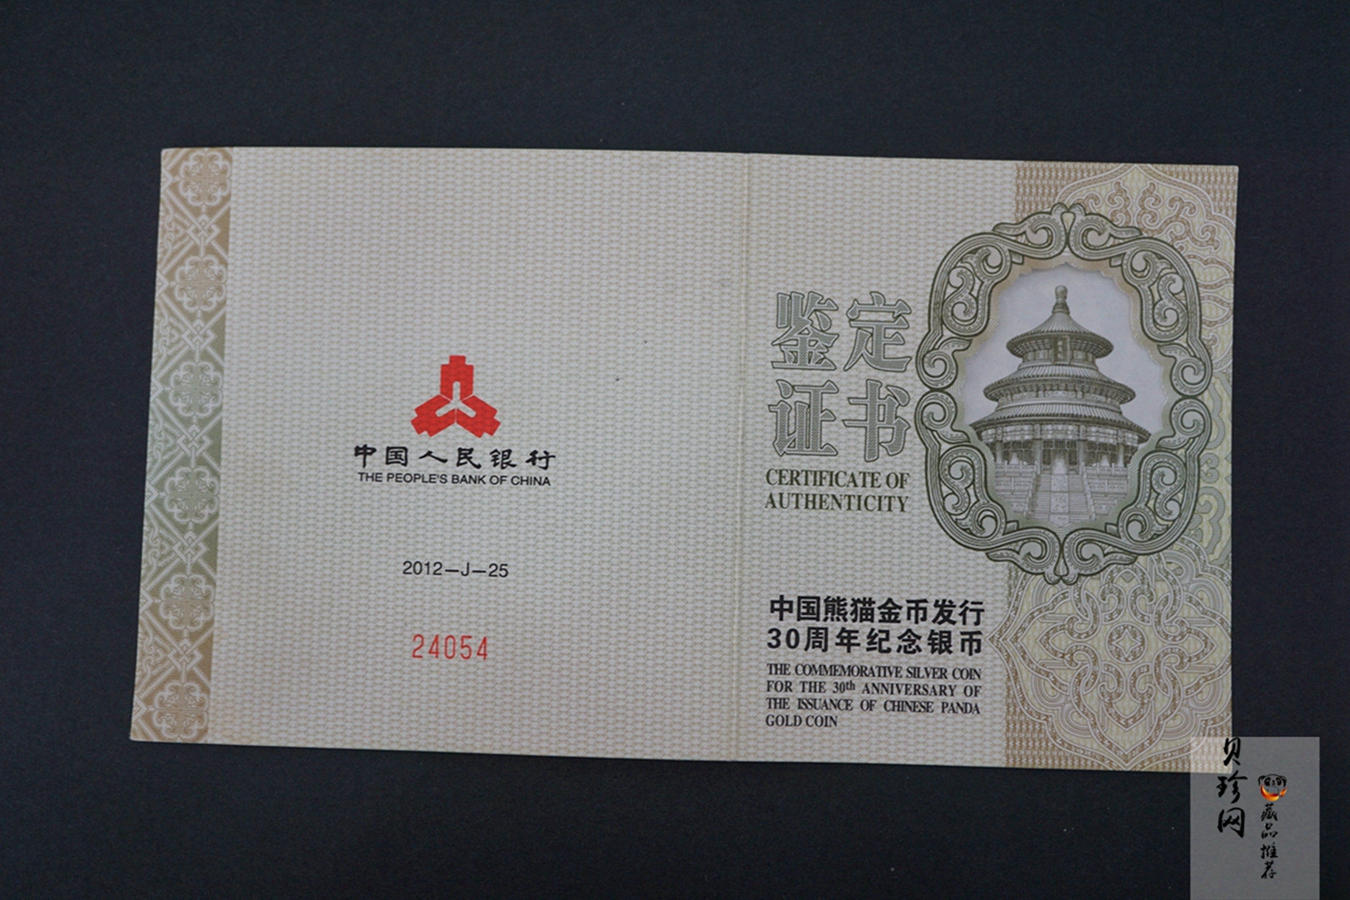 中国人民银行
THE PEOPLE'S BANK OF CHINA
2012-J-25
24054
鉴定
证书
CERTIFICATE OF
AUTHENTICITY
中国熊猫金币发行
30周年纪念银币
THE COMMEMORATIVE SILVER COIN
FOR THE 30th ANNIVERSARY OF
THE ISSUANCE OF CHINESE PANDA
GOLD COIN
贝珍网
藏品推荐